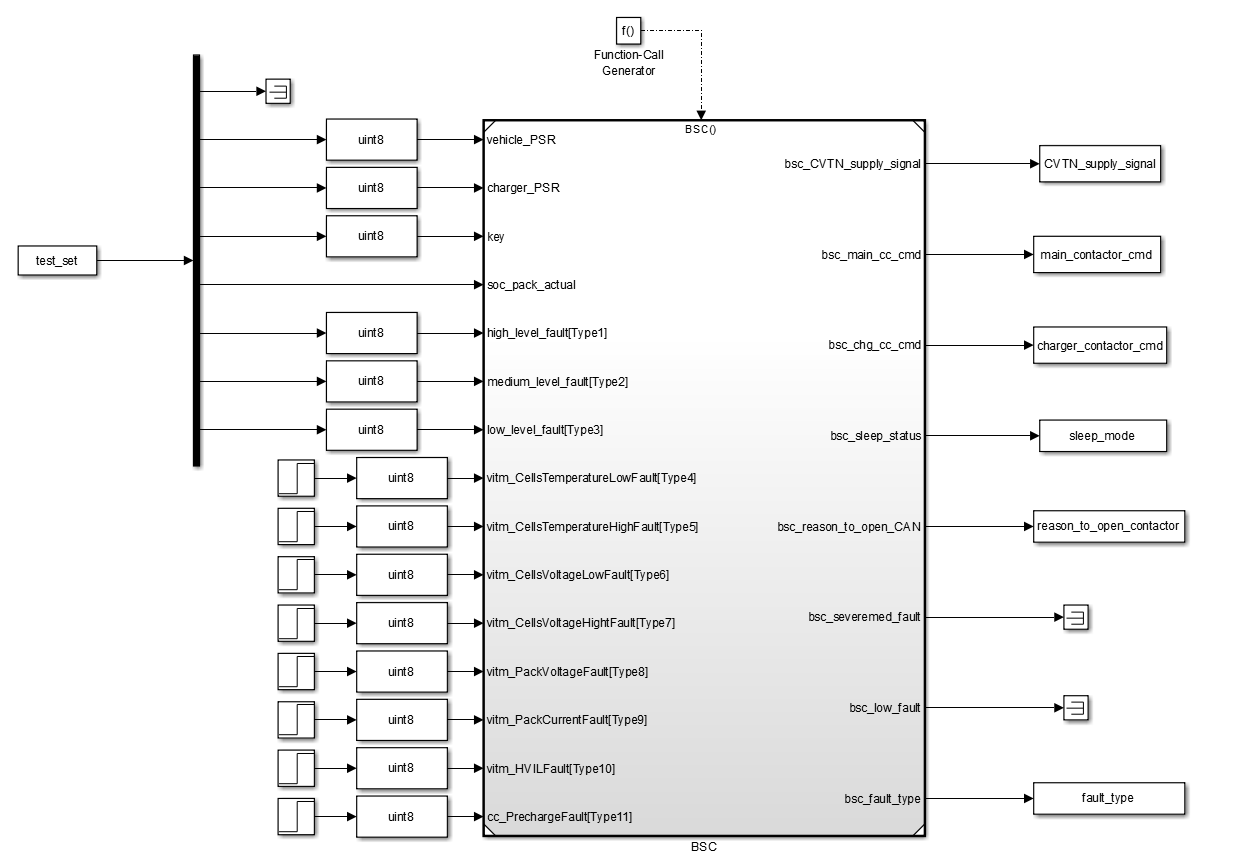 f()
Function-Call
Generator
BSC()
test_set
uint8
vehicle_PSR
uint8
charger_PSR
uint8
key
soc_pack_actual
uint8
high_level_fault[Type1]
uint8
medium_level_fault[Type2]
uint8
low_level_fault[Type3]
uint8
vitm_CellsTemperatureLowFault[Type4]
uint8
vitm_CellsTemperatureHighFault[Type5]
uint8
vitm_CellsVoltageLowFault[Type6]
uint8
vitm_CellsVoltageHightFault[Type7]
uint8
vitm_PackVoltageFault[Type8]
uint8
vitm_PackCurrentFault[Type9]
uint8
vitm_HVILFault[Type10]
uint8
cc_PrechargeFault[Type11]
bsc_CVTN_supply_signal
CVTN_supply_signal
bsc_main_cc_cmd
main_contactor_cmd
bsc_chg_cc_cmd
charger_contactor_cmd
bsc_sleep_status
sleep_mode
bsc_reason_to_open_CAN
reason_to_open_contactor
bsc_severemed_fault
bsc_low_fault
bsc_fault_type
fault_type
BSC